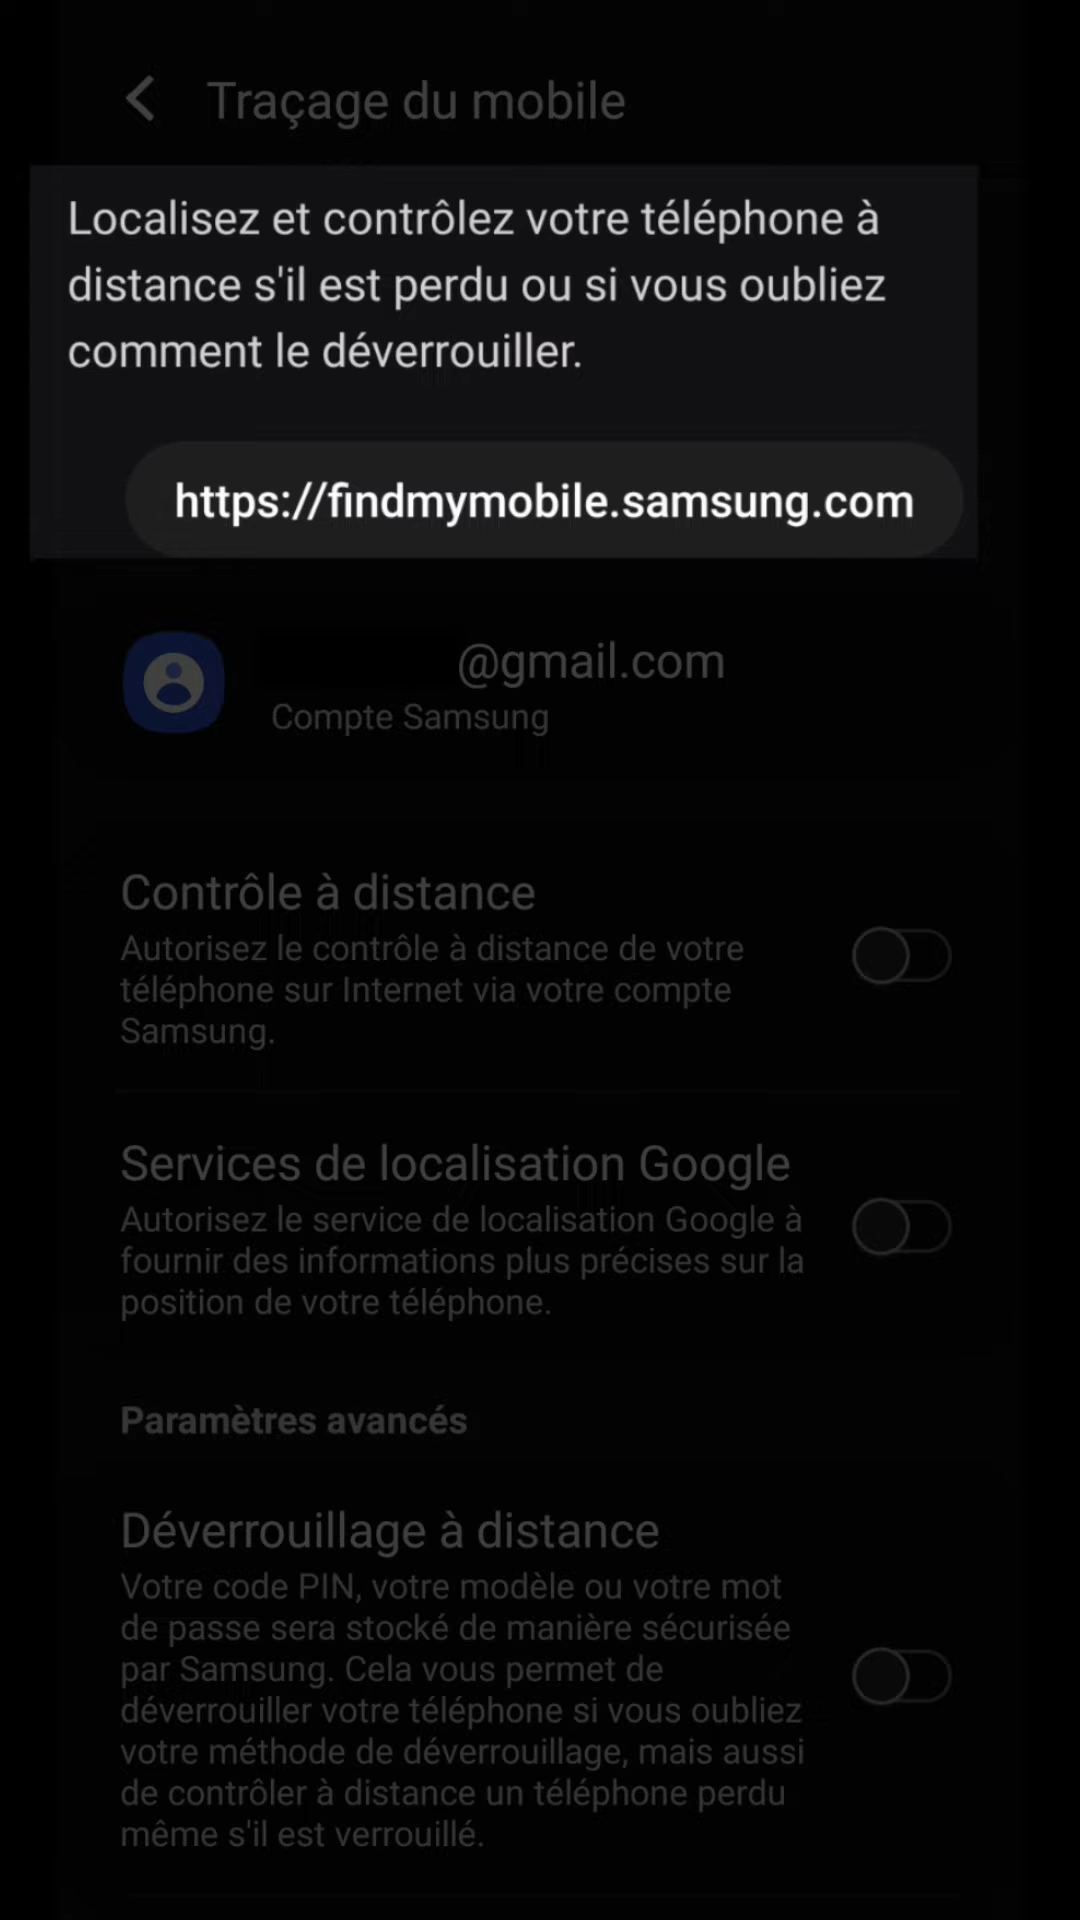 Traçage du mobile
Localisez et contrôlez votre téléphone à
distance s'il est perdu ou si vous oubliez
comment le déverrouiller.
https://findmymobile.samsung.com
@gmail.com
Compte Samsung
Contrôle à distance
Autorisez le contrôle à distance de votre
téléphone sur Internet via votre compte
Samsung.
Services de localisation Google
Autorisez le service de localisation Google à
fournir des informations plus précises sur la
position de votre téléphone.
Paramètres avancés
Déverrouillage à distance
Votre code PIN, votre modèle ou votre mot
de passe sera stocké de manière sécurisée
par Samsung. Cela vous permet de
déverrouiller votre téléphone si vous oubliez
votre méthode de déverrouillage, mais aussi
de contrôler à distance un téléphone perdu
même s'il est verrouillé.